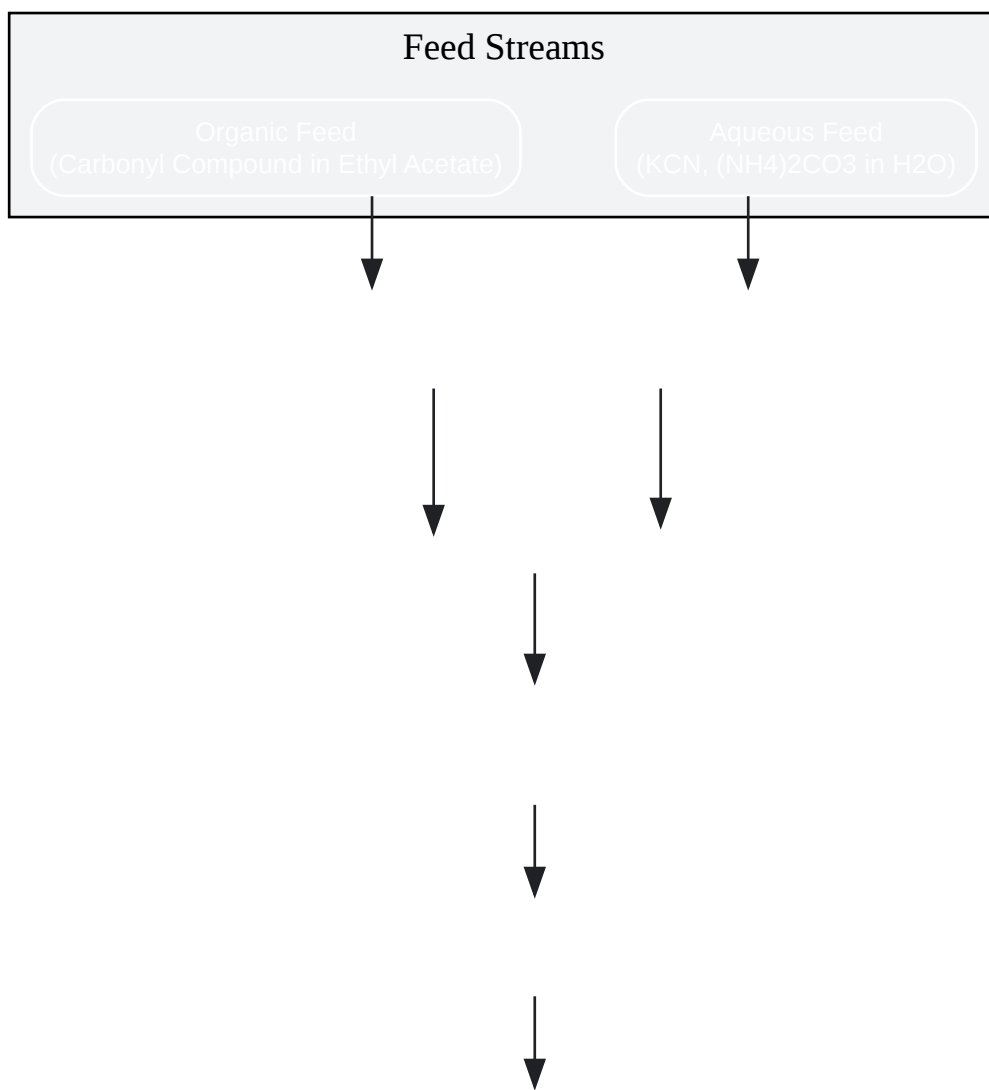 Feed Streams
Organic Feed
(Carbonyl Compound in Ethyl Acetate)
Aqueous Feed
(KCN, (NH4)2CO3 in H2O)